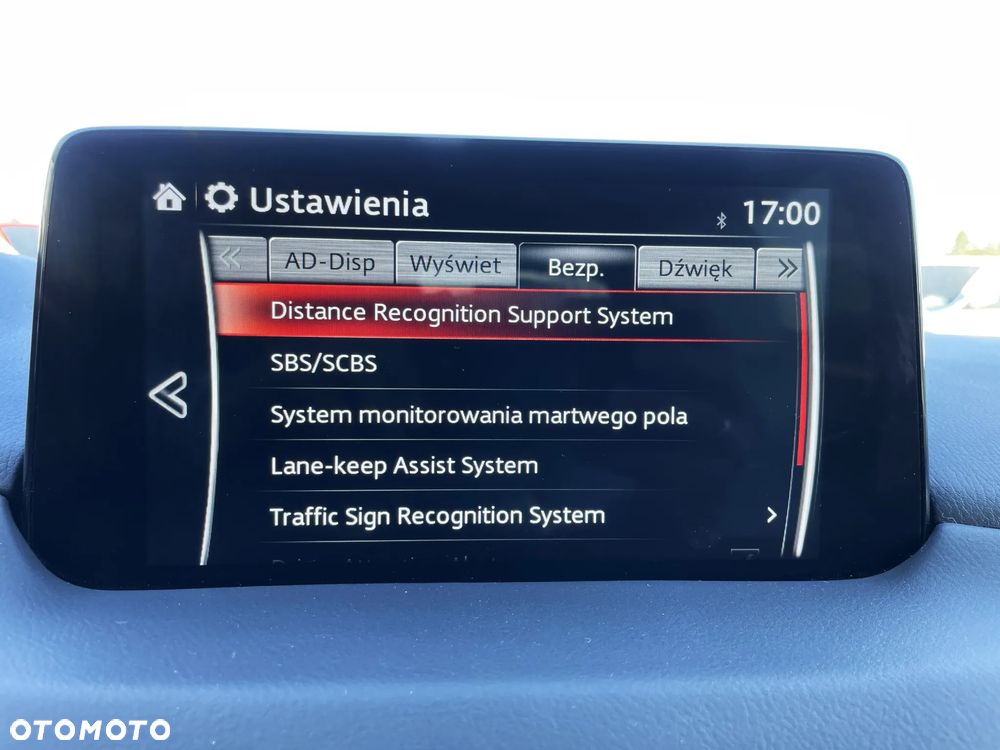 Ustawienia
17:00
AD-Disp Wyświet Bezp. Dźwięk
Distance Recognition Support System
SBS/SCBS
System monitorowania martwego pola
Lane-keep Assist System
Traffic Sign Recognition System
OTOMOTO